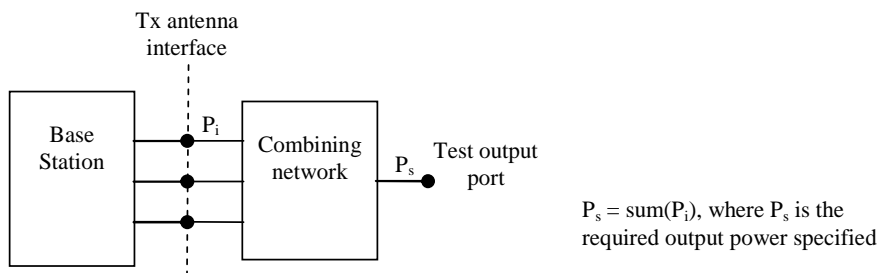 Tx antenna
interface
Base
Station
Pi
Combining
network
Ps
Test output
port
Ps = sum(Pi), where Ps is the
required output power specified